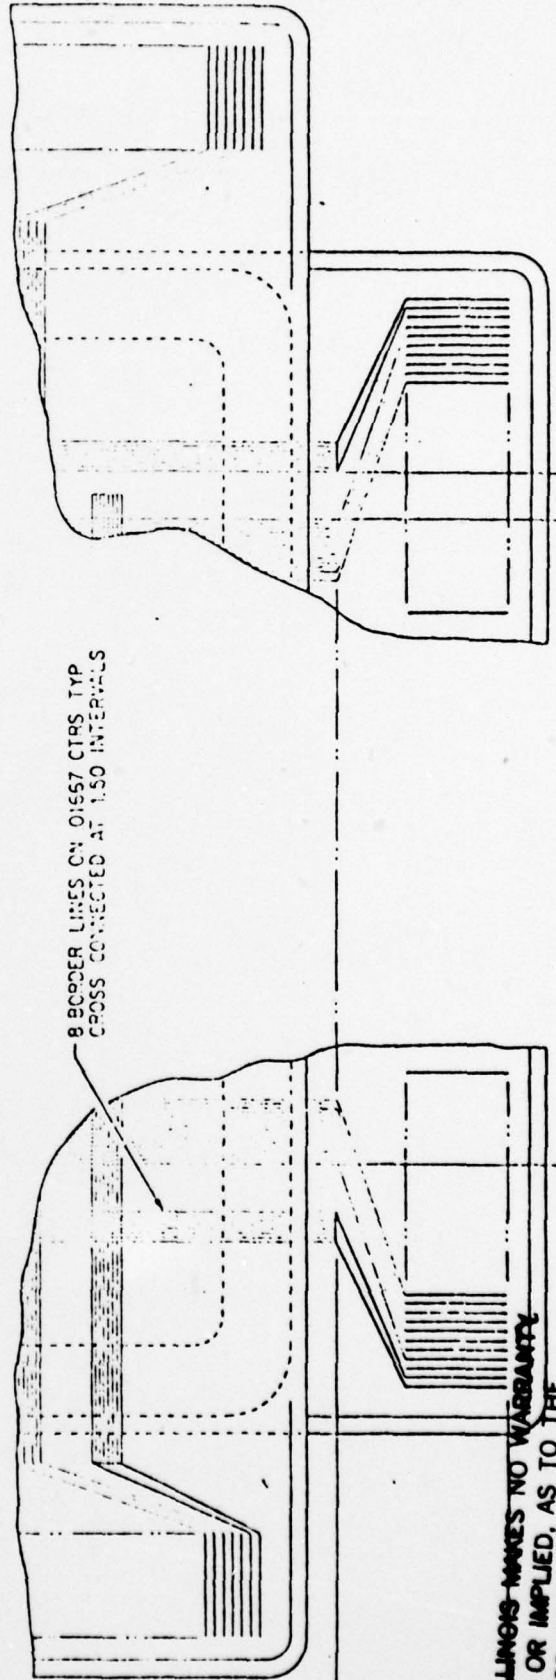 8 BORDER LINES ON .01667 CTRS TYP
CROSS CONNECTED AT 1.50 INTERVALS
LINOIS MAKES NO WARRANTY
OR IMPLIED, AS TO THE